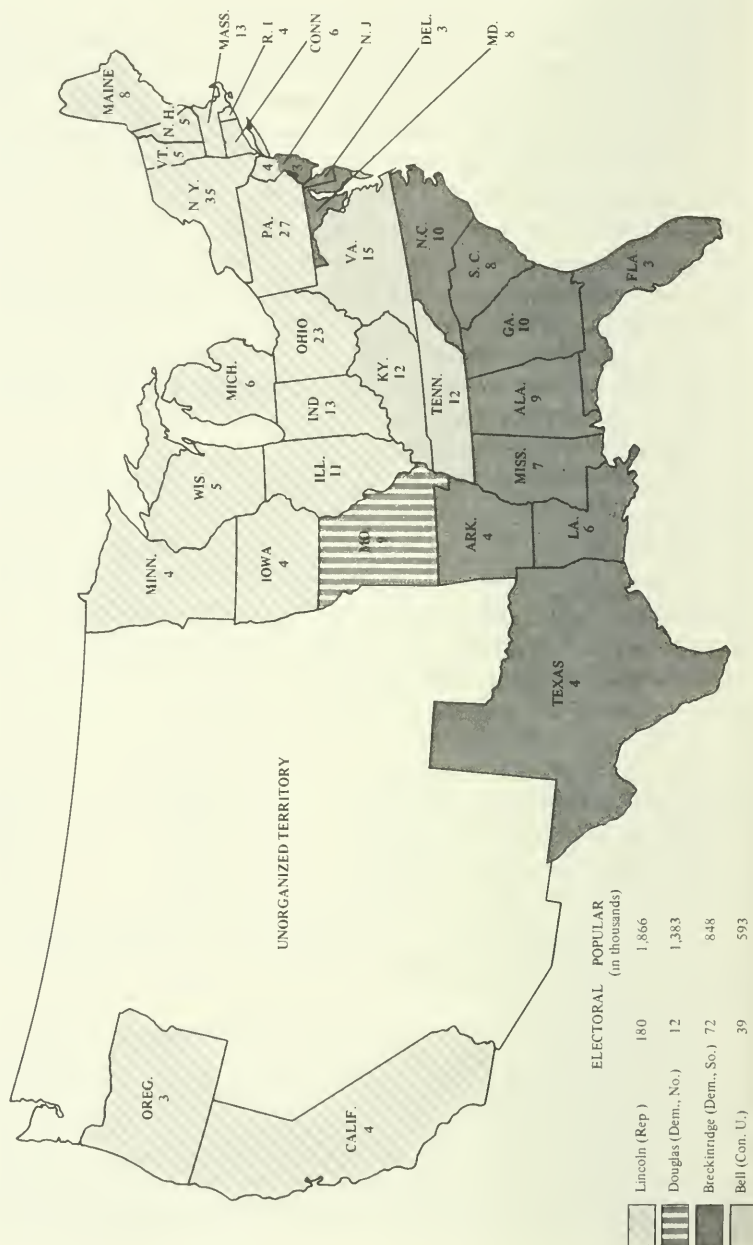 MAINE
8
N. H.
5
VT.
5
MASS.
13
R. I
4
CONN
6
N. J
DEL.
3
MD.
8
N Y.
35
PA.
27
4
3
VA.
15
N.C.
10
S. C.
8
FLA.
3
GA.
10
ALA.
9
MISS.
7
TENN.
12
KY.
12
OHIO
23
IND
13
MICH.
6
ILL.
11
WIS
5
MINN.
4
IOWA
4
MO.
9
ARK.
4
LA.
6
TEXAS
4
UNORGANIZED TERRITORY
OREG.
3
CALIF.
4
ELECTORAL POPULAR
(in thousands)
Lincoln (Rep ) 180 1,866
Douglas (Dem., No.) 12 1,383
Breckinridge (Dem., So.) 72 848
Bell (Con. U.) 39 593